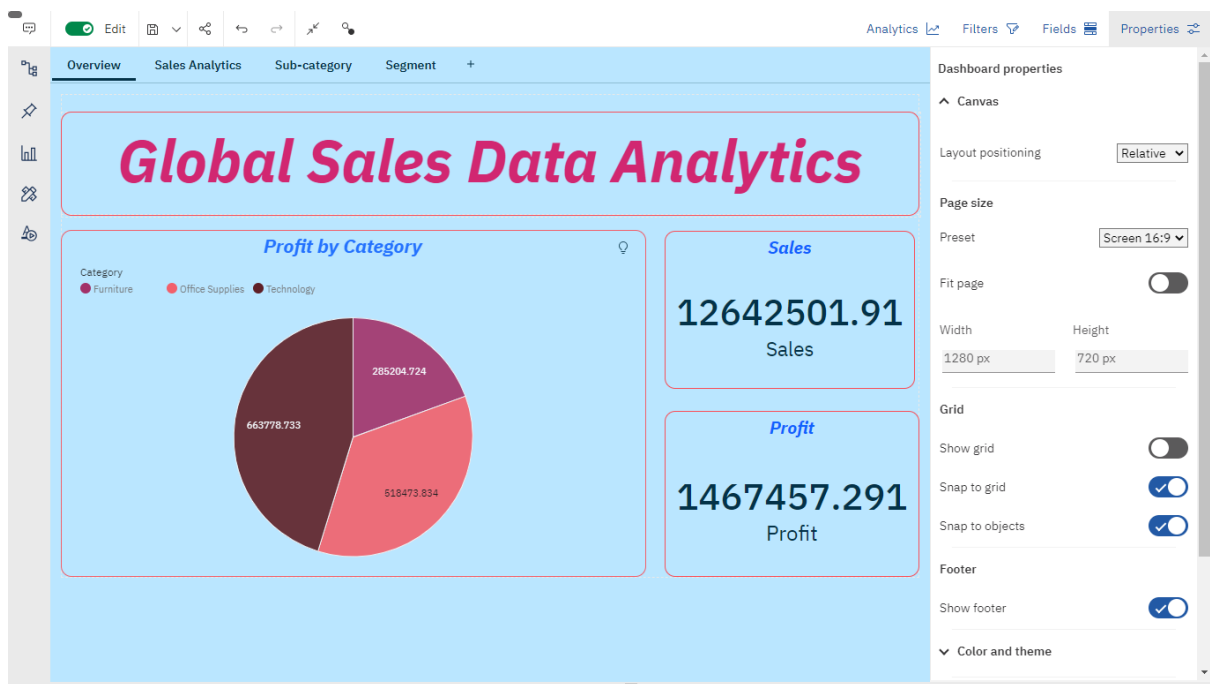 Edit
Analytics Filters Fields Properties
Overview Sales Analytics Sub-category Segment +
Global Sales Data Analytics
Profit by Category
Category
Furniture Office Supplies Technology
285204.724
663778.733
518473.834
Sales
12642501.91
Sales
Profit
1467457.291
Profit
Dashboard properties
Canvas
Layout positioning Relative
Page size
Preset Screen 16:9
Fit page
Width Height
1280 px 720 px
Grid
Show grid
Snap to grid
Snap to objects
Footer
Show footer
Color and theme